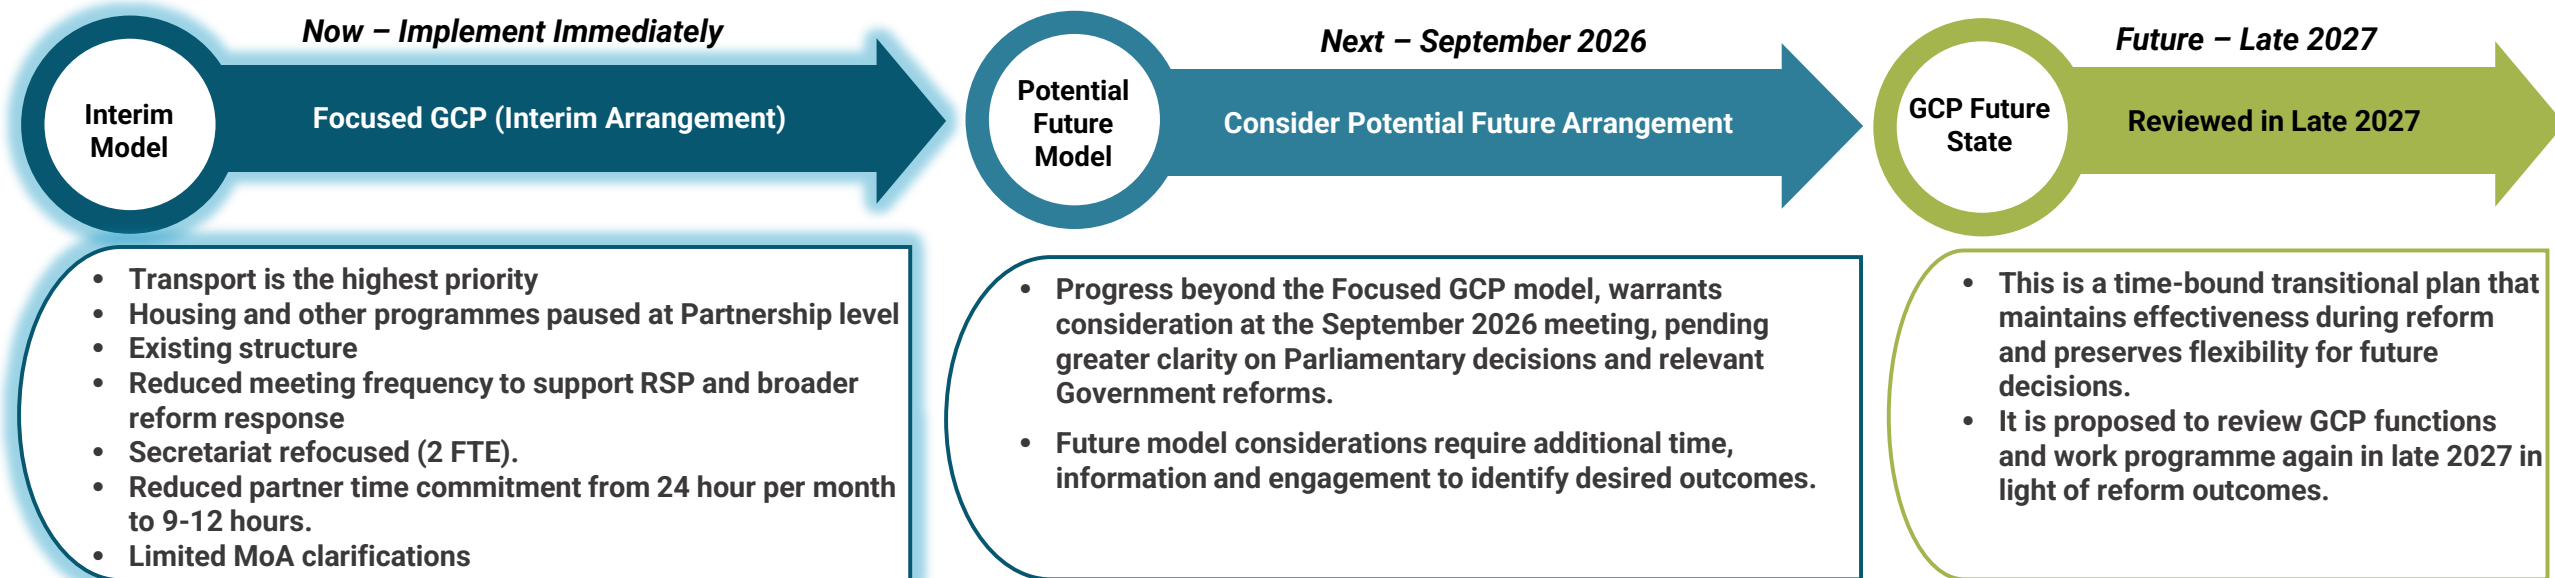 Now – Implement Immediately
Interim
Model
Focused GCP (Interim Arrangement)
• Transport is the highest priority
• Housing and other programmes paused at Partnership level
• Existing structure
• Reduced meeting frequency to support RSP and broader
reform response
• Secretariat refocused (2 FTE).
• Reduced partner time commitment from 24 hour per month
to 9-12 hours.
• Limited MoA clarifications
Next – September 2026
Potential
Future
Model
Consider Potential Future Arrangement
• Progress beyond the Focused GCP model, warrants
consideration at the September 2026 meeting, pending
greater clarity on Parliamentary decisions and relevant
Government reforms.
• Future model considerations require additional time,
information and engagement to identify desired outcomes.
Future – Late 2027
GCP Future
State
Reviewed in Late 2027
• This is a time-bound transitional plan that
maintains effectiveness during reform
and preserves flexibility for future
decisions.
• It is proposed to review GCP functions
and work programme again in late 2027 in
light of reform outcomes.